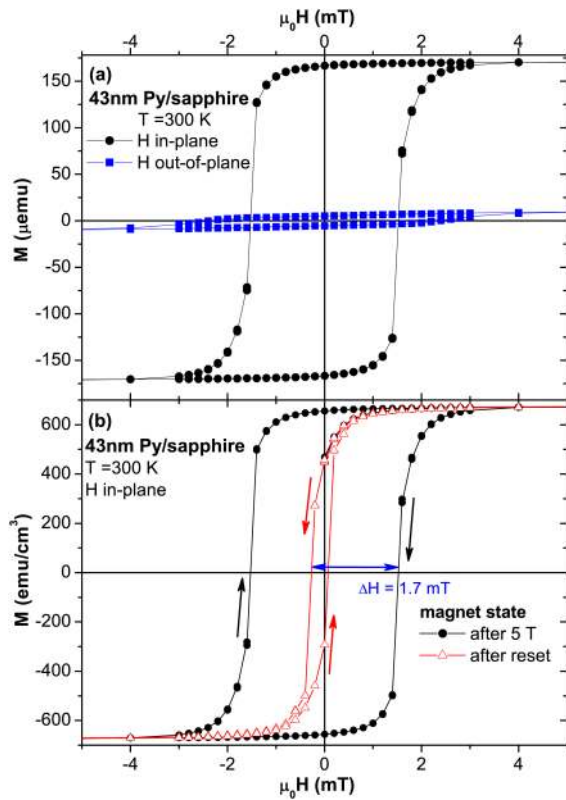 μ₀H (mT)
-4 -2 0 2 4
(a)
43nm Py/sapphire
T =300 K
H in-plane
H out-of-plane
150
100
50
0
-50
-100
-150
M (μemu)
(b)
43nm Py/sapphire
T =300 K
H in-plane
600
400
200
0
-200
-400
-600
M (emu/cm³)
ΔH = 1.7 mT
magnet state
after 5 T
after reset
-4 -2 0 2 4
μ₀H (mT)